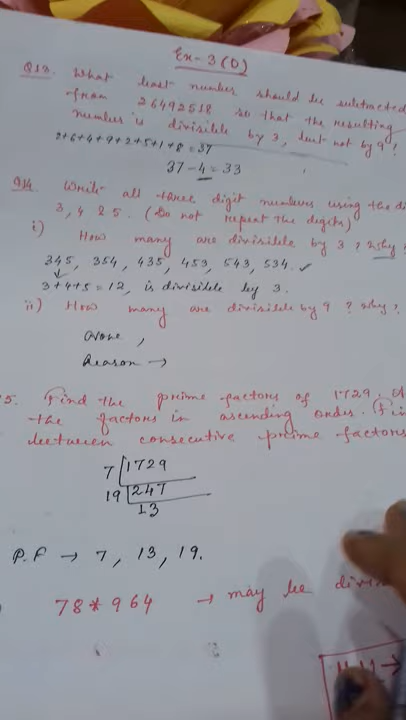 Ex - 3 (D)
Q13. What least number should be subtracted
from 26492518 so that the resulting
number is divisible by 3, but not by 9?
2+6+4+9+2+5+1+8 = 37
37 - 4 = 33
Q14. Write all three digit numbers using the di
3, 4 & 5. (Do not repeat the digits)
i) How many are divisible by 3? why?
345, 354, 435, 453, 543, 534. ✓
3+4+5 = 12, is divisible by 3.
ii) How many are divisible by 9? why?
None,
Reason →
5. Find the prime factors of 1729. A
the factors in ascending order. Fin
between consecutive prime factors
7 | 1729
19 | 247
13
P.F → 7, 13, 19.
78*964 → may be divi